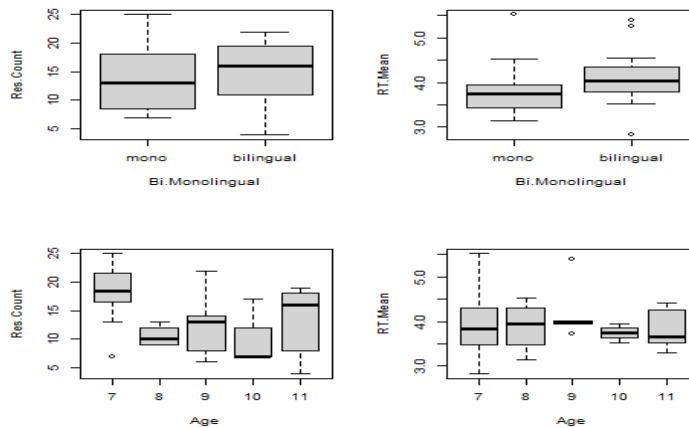 Res.Count
25
20
15
10
5
mono bilingual
Bi.Monolingual
RT.Mean
5.0
4.0
3.0
mono bilingual
Bi.Monolingual
Res.Count
25
20
15
10
5
7 8 9 10 11
Age
RT.Mean
5.0
4.0
3.0
7 8 9 10 11
Age